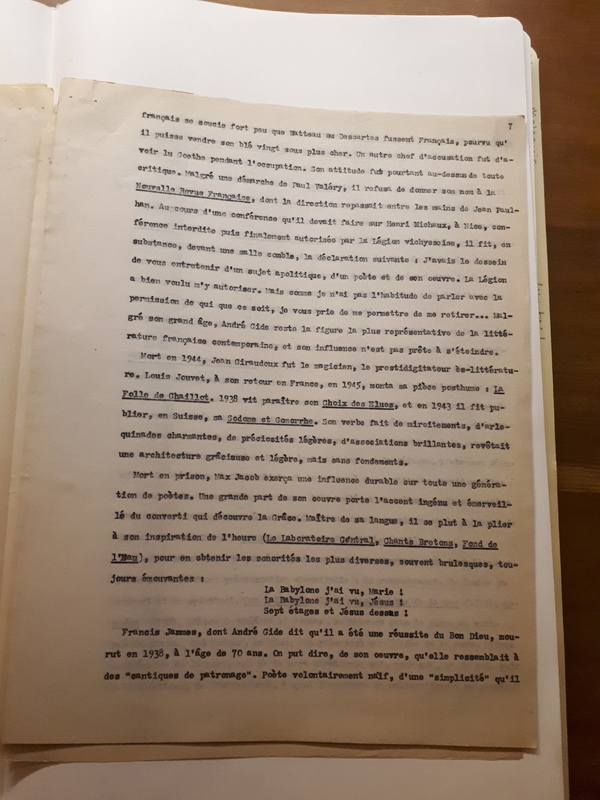 7
français se soucie fort peu que Watteau ou Descartes fussent Français, pourvu qu'
il puisse vendre son blé vingt sous plus cher. Un autre chef d'accusation fut d'a-
voir lu Goethe pendant l'occupation. Son attitude fut pourtant au-dessus de toute
critique. Malgré une démarche de Paul Valéry, il refusa de donner son nom à la
Nouvelle Revue Française, dont la direction repassait entre les mains de Jean Paul-
han. Au cours d'une conférence qu'il devait faire sur Henri Michaux, à Nice, con-
férence interdite puis finalement autorisée par la Légion vichyssoise, il fit, en
substance, devant une salle comble, la déclaration suivante : J'avais le dessein
de vous entretenir d'un sujet apolitique, d'un poète et de son oeuvre. La Légion
a bien voulu m'y autoriser. Mais comme je n'ai pas l'habitude de parler avec la
permission de qui que ce soit, je vous prie de me permettre de me retirer... Mal-
gré son grand âge, André Gide reste la figure la plus représentative de la litté-
rature française contemporaine, et son influence n'est pas prête à s'éteindre.
Mort en 1944, Jean Giraudoux fut le magicien, le prestidigitateur ès-littératu-
re. Louis Jouvet, à son retour en France, en 1945, monta sa pièce posthume : La
Folle de Chaillot. 1938 vit paraître son Choix des Elues, et en 1943 il fit pu-
blier, en Suisse, sa Sodome et Gomorrhe. Son verbe fait de miroitements, d'arle-
quinades charmantes, de préciosités légères, d'associations brillantes, revêtait
une architecture grâcieuse et légère, mais sans fondements.
Mort en prison, Max Jacob exerça une influence durable sur toute une généra-
tion de poètes. Une grande part de son oeuvre porte l'accent ingénu et émerveil-
lé du converti qui découvre la Grâce. Maître de sa langue, il se plut à la plier
à son inspiration de l'heure (Le Laboratoire Central, Chants Bretons, Fond de
l'Eau), pour en obtenir les sonorités les plus diverses, souvent brulesques, tou-
jours émouvantes :
La Babylone j'ai vu, Marie !
La Babylone j'ai vu, Jésus !
Sept étages et Jésus dessus !
Francis Jammes, dont André Gide dit qu'il a été une réussite du Bon Dieu, mou-
rut en 1938, à l'âge de 70 ans. On put dire, de son oeuvre, qu'elle ressemblait à
des "cantiques de patronage". Poète volontairement naïf, d'une "simplicité" qu'il